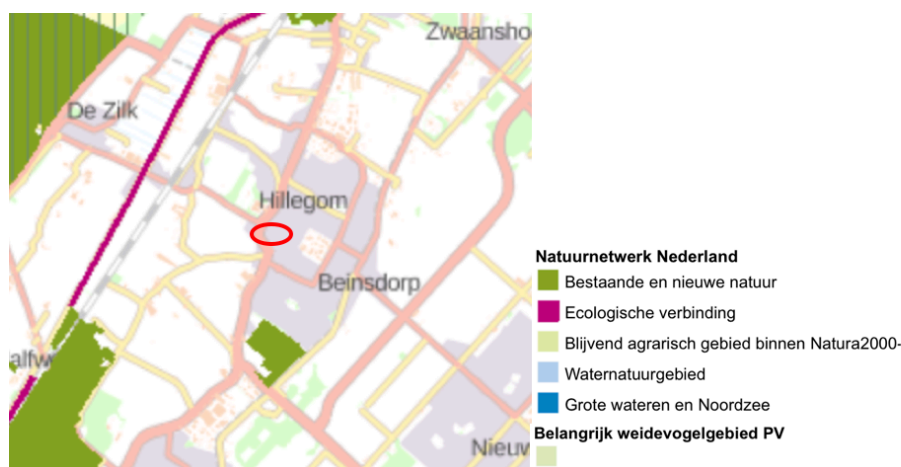 Zwaansho
De Zilk
Hillegom
Beinsdorp
alfw
Nieuw
Natuurnetwerk Nederland
Bestaande en nieuwe natuur
Ecologische verbinding
Blijvend agrarisch gebied binnen Natura2000-
Waternatuurgebied
Grote wateren en Noordzee
Belangrijk weidevogelgebied PV